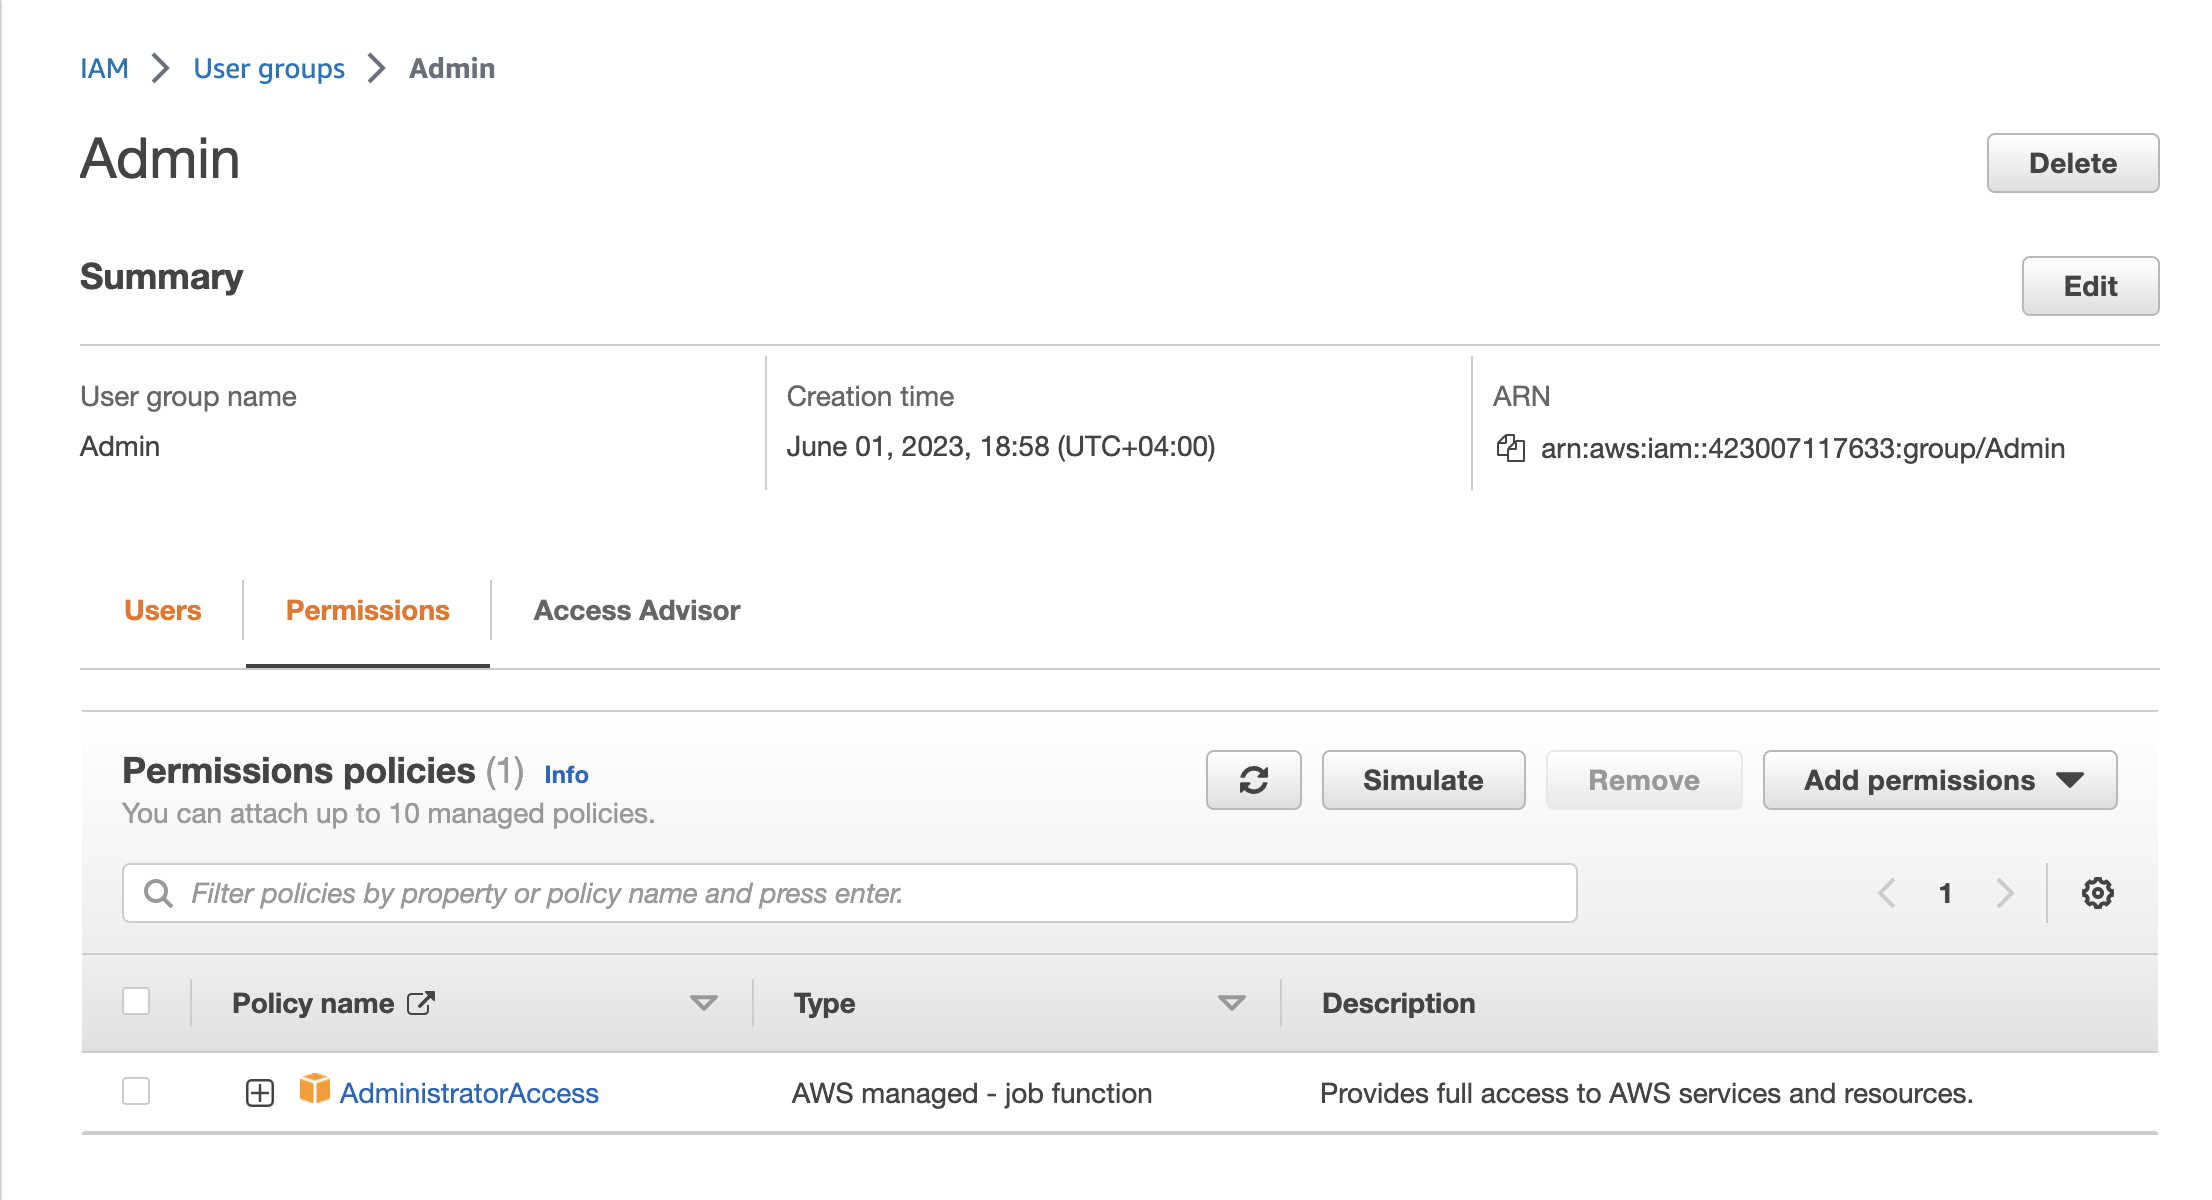 IAM > User groups > Admin
Admin
Delete
Summary
Edit
User group name
Admin
Creation time
June 01, 2023, 18:58 (UTC+04:00)
ARN
arn:aws:iam::423007117633:group/Admin
Users
Permissions
Access Advisor
Permissions policies (1) Info
You can attach up to 10 managed policies.
Simulate
Remove
Add permissions
Filter policies by property or policy name and press enter.
1
Policy name
Type
Description
AdministratorAccess
AWS managed - job function
Provides full access to AWS services and resources.